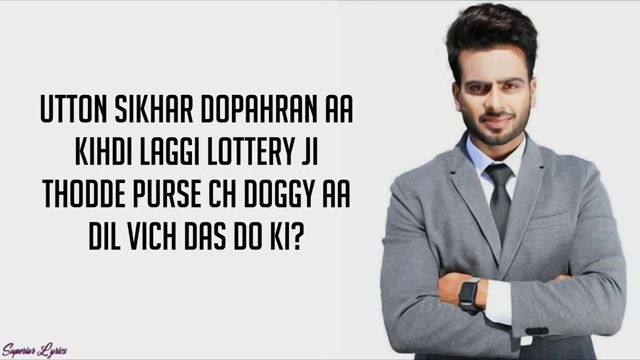 UTTON SIKHAR DOPAHRAN AA
KIHDI LAGGI LOTTERY JI
THODDE PURSE CH DOGGY AA
DIL VICH DAS DO KI?
Superior Lyrics